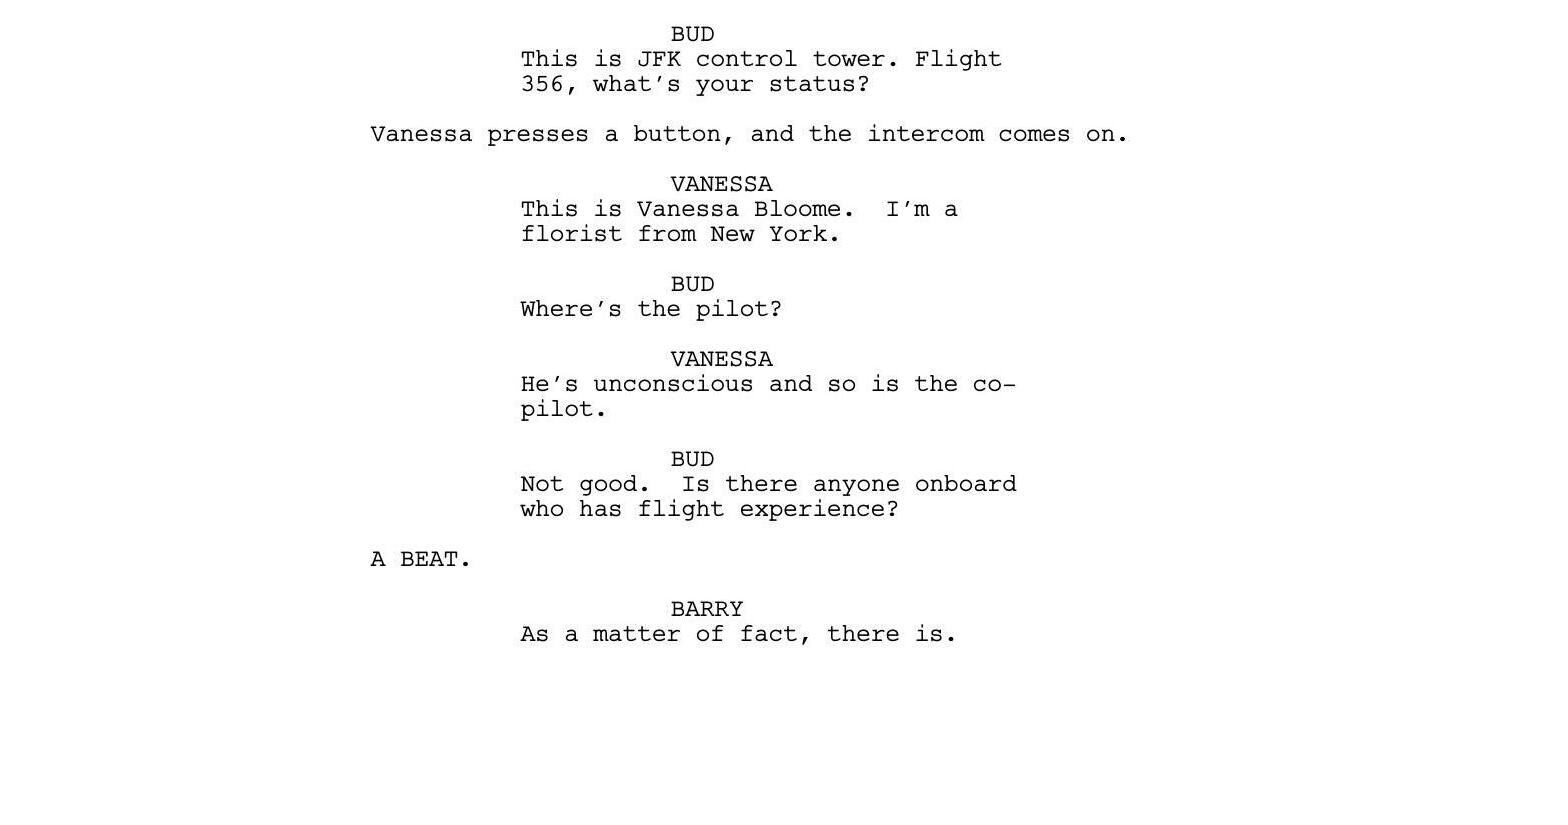 BUD
This is JFK control tower. Flight
356, what's your status?
Vanessa presses a button, and the intercom comes on.
VANESSA
This is Vanessa Bloome.  I'm a
florist from New York.
BUD
Where's the pilot?
VANESSA
He's unconscious and so is the co-
pilot.
BUD
Not good.  Is there anyone onboard
who has flight experience?
A BEAT.
BARRY
As a matter of fact, there is.